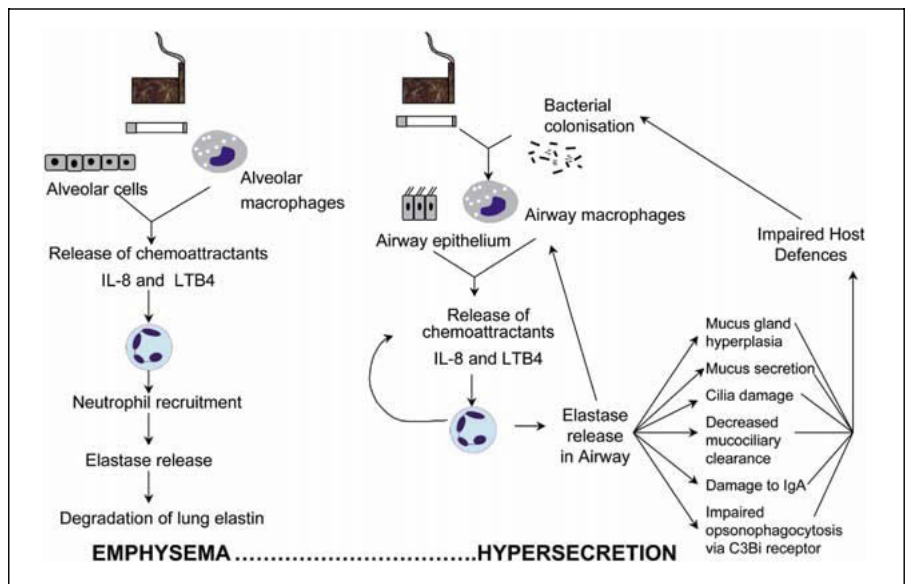 Alveolar cells
Alveolar
macrophages
Release of chemoattractants
IL-8 and LTB4
Neutrophil recruitment
Elastase release
Degradation of lung elastin
Bacterial
colonisation
Airway epithelium
Airway macrophages
Release of
chemoattractants
IL-8 and LTB4
Elastase
release
in Airway
Mucus gland
hyperplasia
Mucus secretion
Cilia damage
Decreased
mucociliary
clearance
Damage to IgA
Impaired
opsonophagocytosis
via C3Bi receptor
Impaired Host
Defences
EMPHYSEMA ..................................HYPERSECRETION